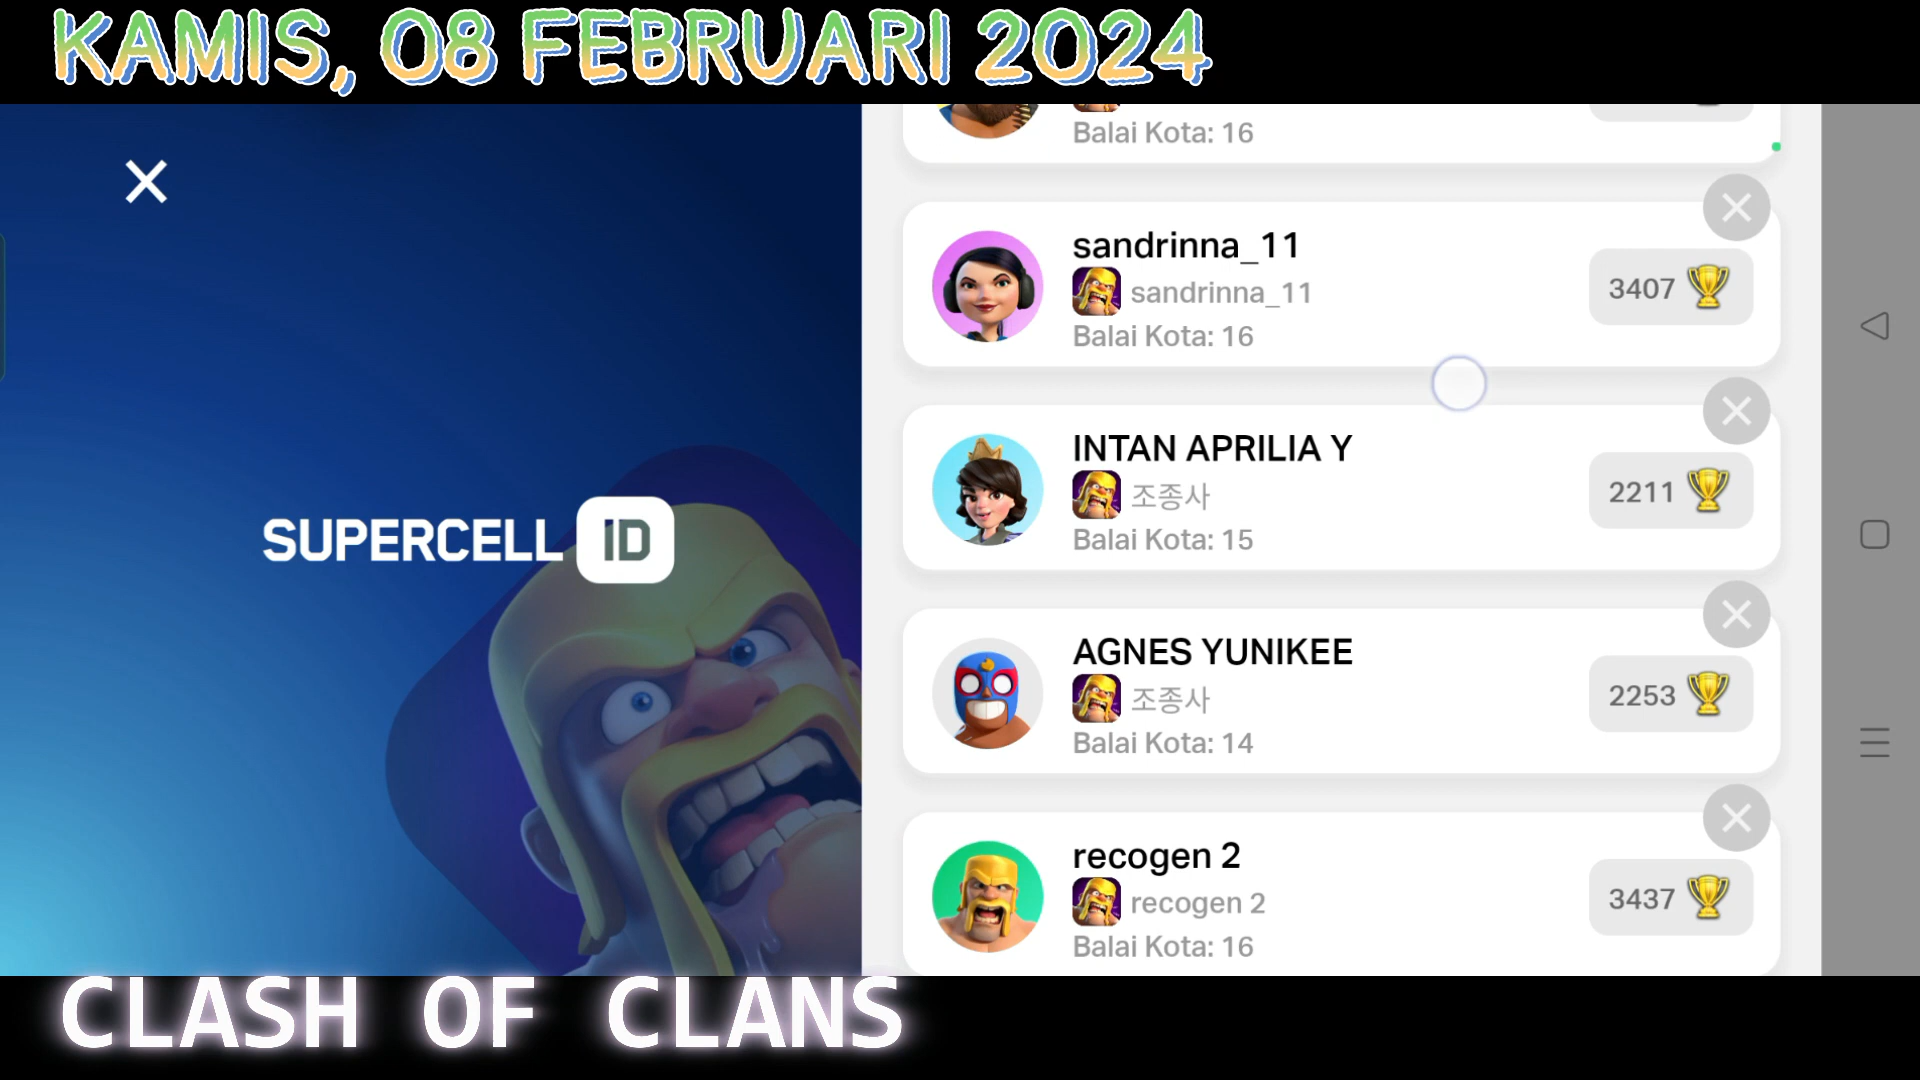 KAMIS, 08 FEBRUARI 2024
Balai Kota: 16
sandrinna_11
sandrinna_11
Balai Kota: 16
3407
INTAN APRILIA Y
조종사
Balai Kota: 15
2211
SUPERCELL ID
AGNES YUNIKEE
조종사
Balai Kota: 14
2253
recogen 2
recogen 2
Balai Kota: 16
3437
CLASH OF CLANS